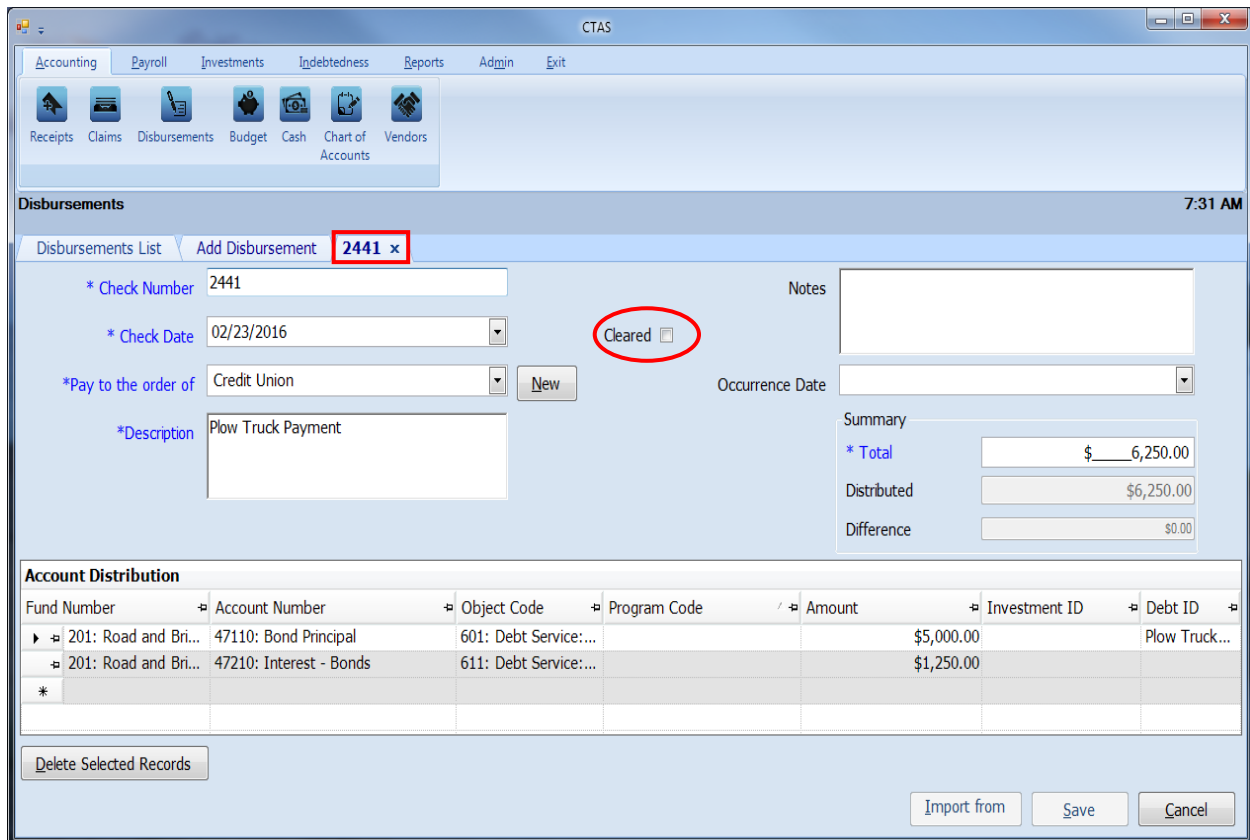 CTAS
Accounting Payroll Investments Indebtedness Reports Admin Exit
Receipts Claims Disbursements Budget Cash Chart of Accounts Vendors
Disbursements 7:31 AM
Disbursements List Add Disbursement 2441 x
* Check Number 2441 Notes
* Check Date 02/23/2016 Cleared
*Pay to the order of Credit Union New Occurrence Date
*Description Plow Truck Payment Summary
* Total $_____6,250.00
Distributed $6,250.00
Difference $0.00
Account Distribution
Fund Number Account Number Object Code Program Code Amount Investment ID Debt ID
201: Road and Bri... 47110: Bond Principal 601: Debt Service:... $5,000.00 Plow Truck...
201: Road and Bri... 47210: Interest - Bonds 611: Debt Service:... $1,250.00
*
Delete Selected Records
Import from Save Cancel